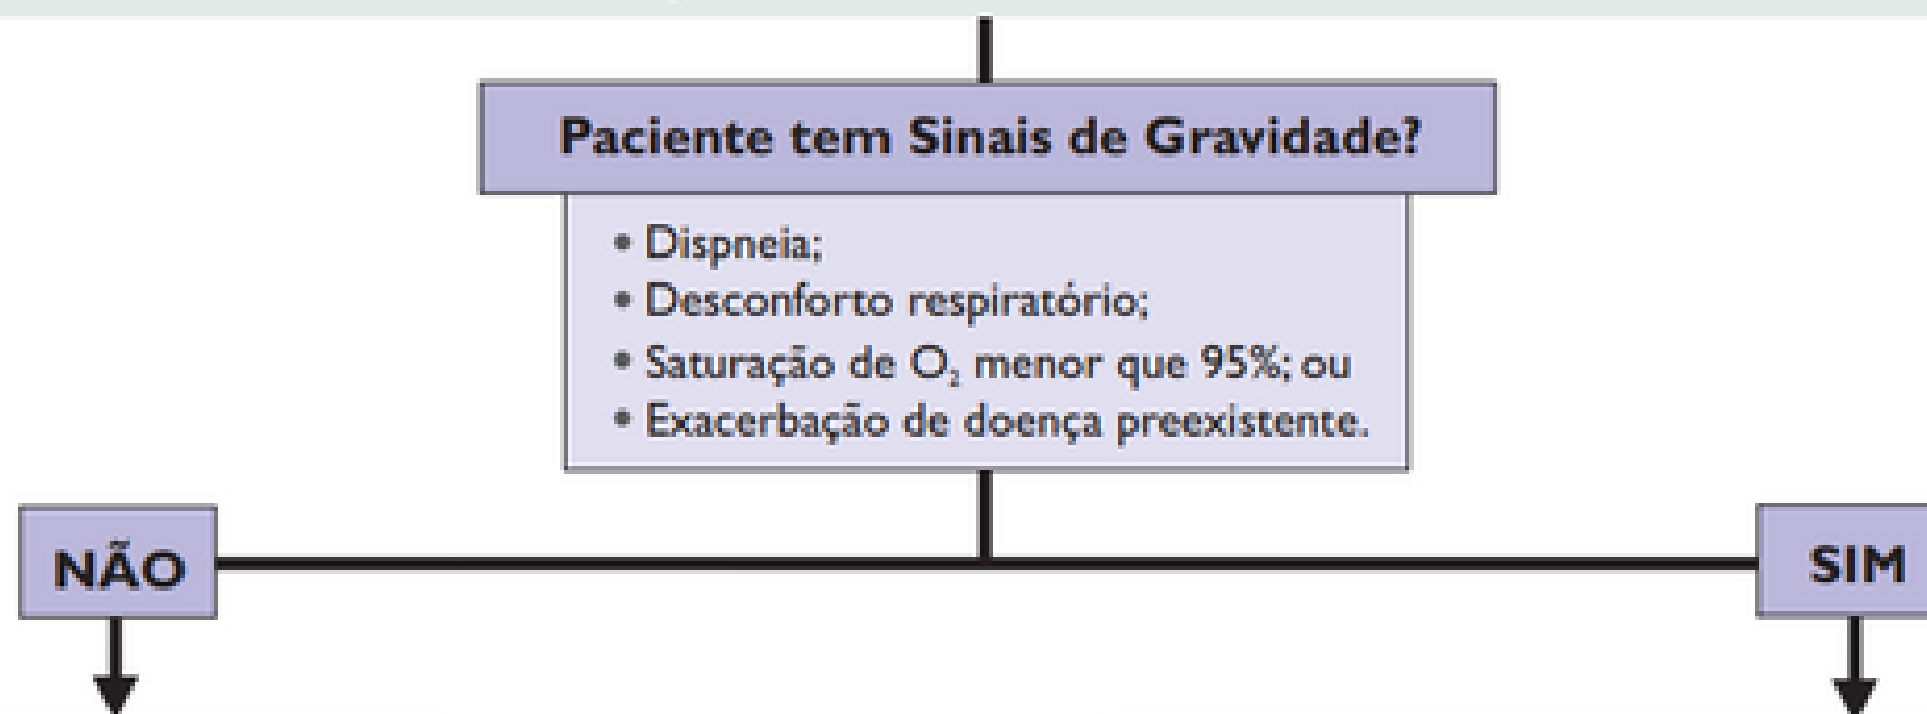 Paciente tem Sinais de Gravidade?
• Dispneia;
• Desconforto respiratório;
• Saturação de O₂ menor que 95%; ou
• Exacerbação de doença preexistente.
NÃO
SIM